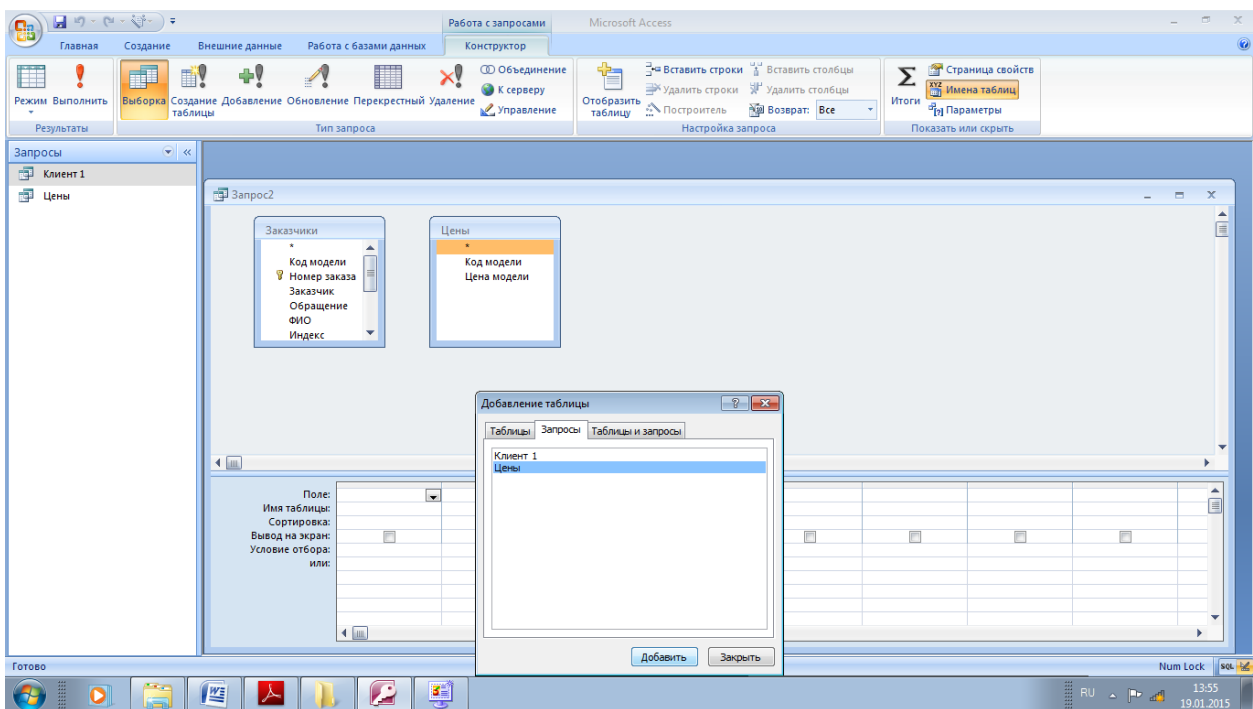 Работа с запросами
Microsoft Access
Главная
Создание
Внешние данные
Работа с базами данных
Конструктор
Режим
Выполнить
Результаты
Выборка
Создание таблицы
Добавление
Обновление
Перекрестный
Удаление
Объединение
К серверу
Управление
Тип запроса
Отобразить таблицу
Вставить строки
Удалить строки
Построитель
Вставить столбцы
Удалить столбцы
Возврат: Все
Настройка запроса
Итоги
Страница свойств
Имена таблиц
Параметры
Показать или скрыть
Запросы
Клиент 1
Цены
Запрос2
Заказчики
*
Код модели
Номер заказа
Заказчик
Обращение
ФИО
Индекс
Цены
*
Код модели
Цена модели
Добавление таблицы
Таблицы
Запросы
Таблицы и запросы
Клиент 1
Цены
Добавить
Закрыть
Поле:
Имя таблицы:
Сортировка:
Вывод на экран:
Условие отбора:
или:
Готово
Num Lock
SQL
RU
13:55
19.01.2015